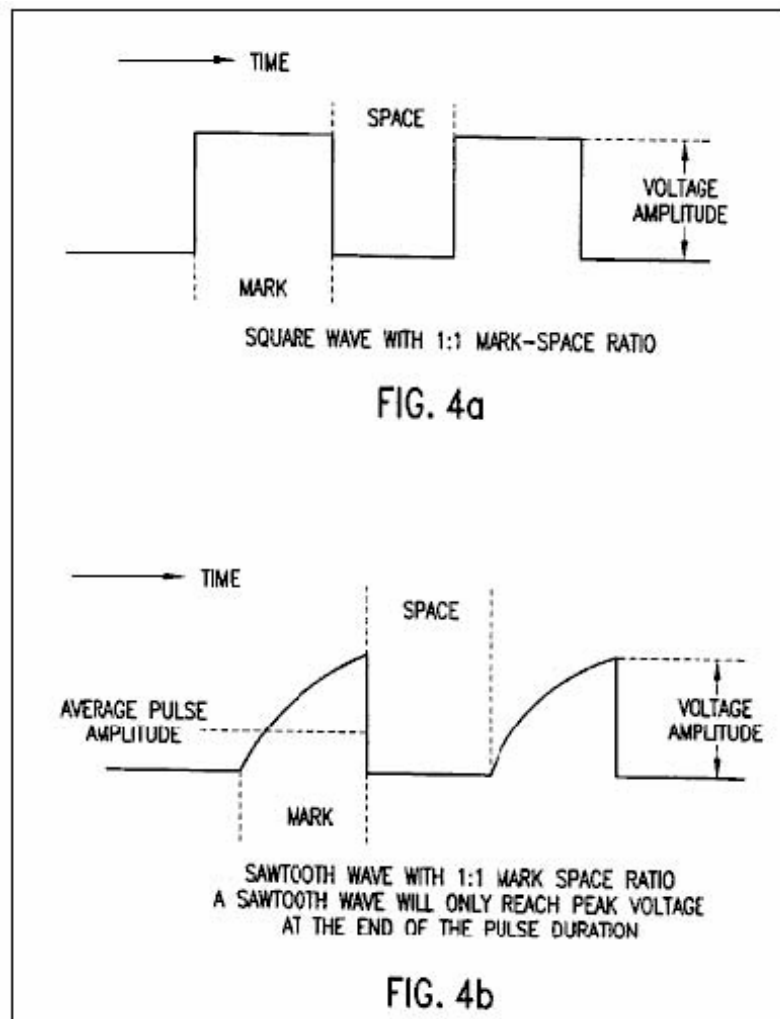 TIME
SPACE
VOLTAGE
AMPLITUDE
MARK
SQUARE WAVE WITH 1:1 MARK-SPACE RATIO
FIG. 4a
TIME
SPACE
AVERAGE PULSE
AMPLITUDE
VOLTAGE
AMPLITUDE
MARK
SAWTOOTH WAVE WITH 1:1 MARK SPACE RATIO
A SAWTOOTH WAVE WILL ONLY REACH PEAK VOLTAGE
AT THE END OF THE PULSE DURATION
FIG. 4b